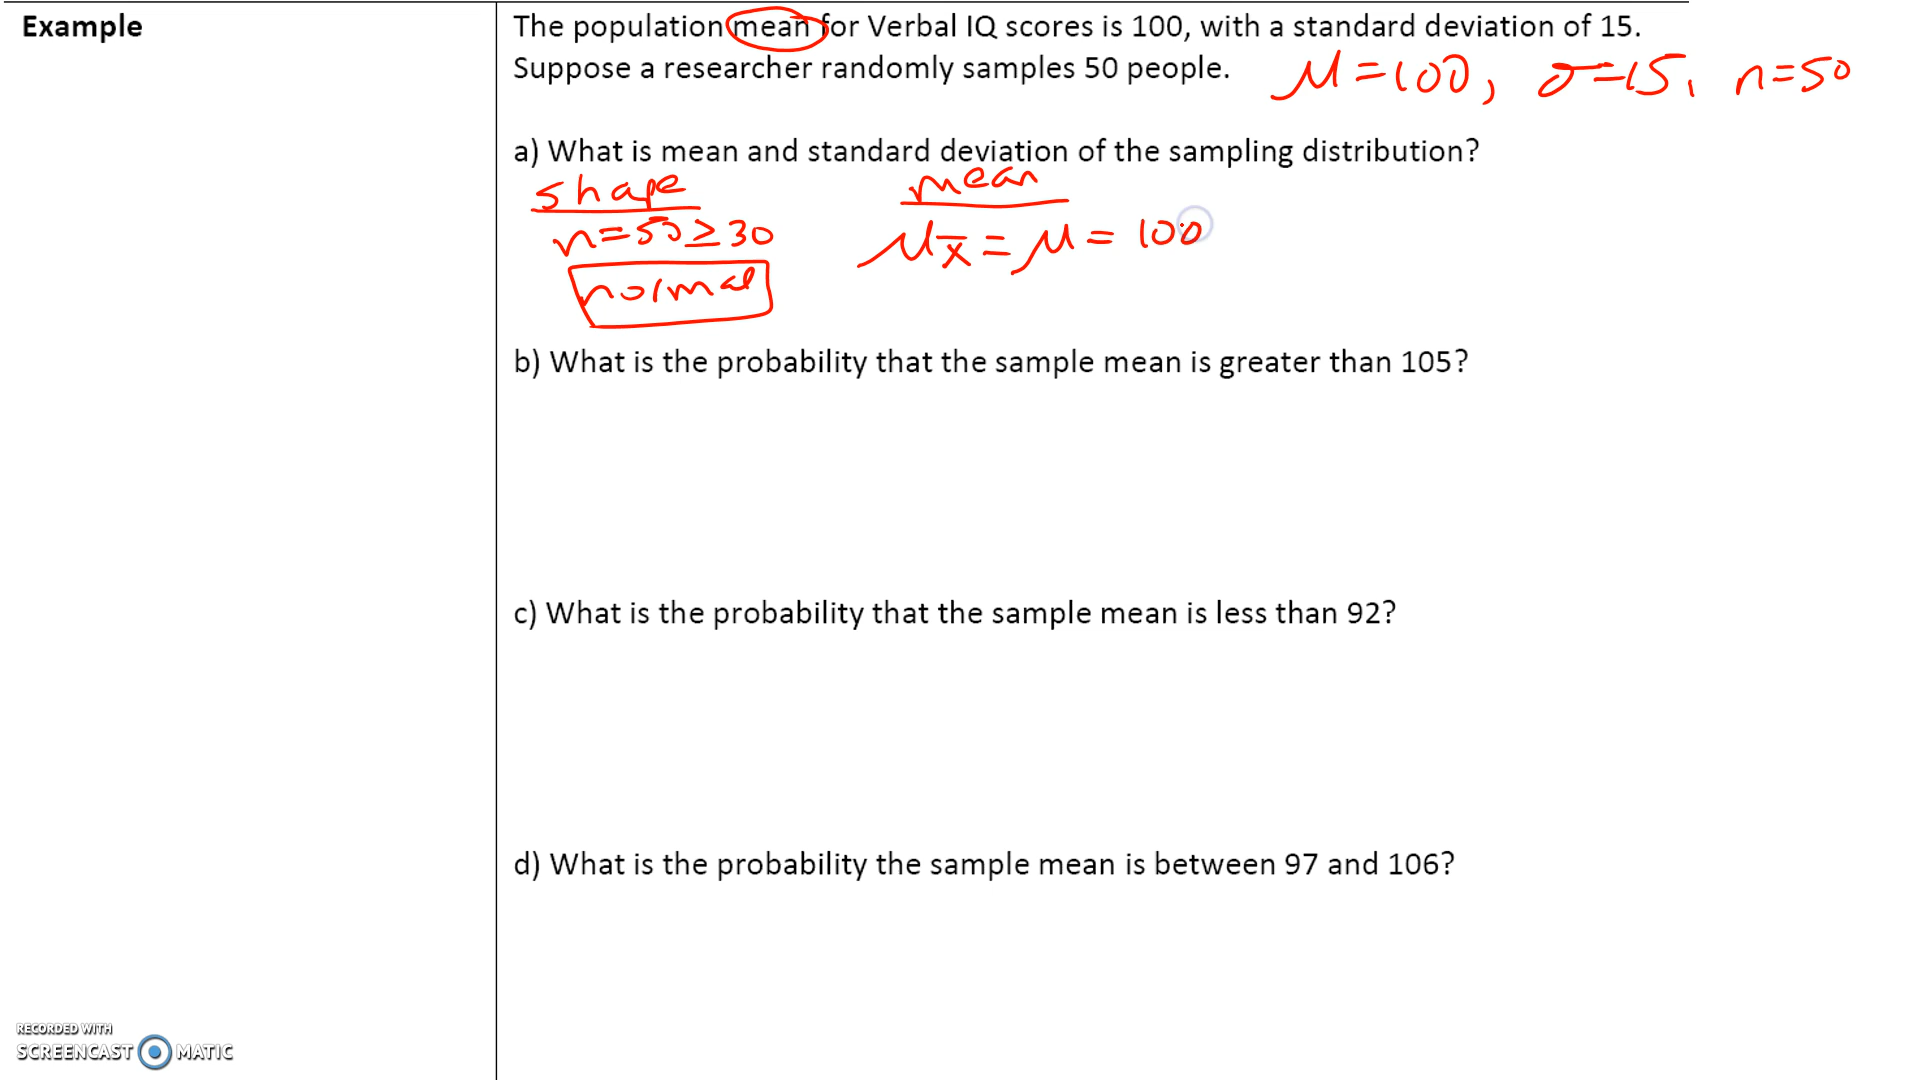 Example
The population mean for Verbal IQ scores is 100, with a standard deviation of 15.
Suppose a researcher randomly samples 50 people.
μ=100, σ=15, n=50
a) What is mean and standard deviation of the sampling distribution?
shape
n=50≥30
normal
mean
μx̅=μ=100
b) What is the probability that the sample mean is greater than 105?
c) What is the probability that the sample mean is less than 92?
d) What is the probability the sample mean is between 97 and 106?
RECORDED WITH
SCREENCAST MATIC